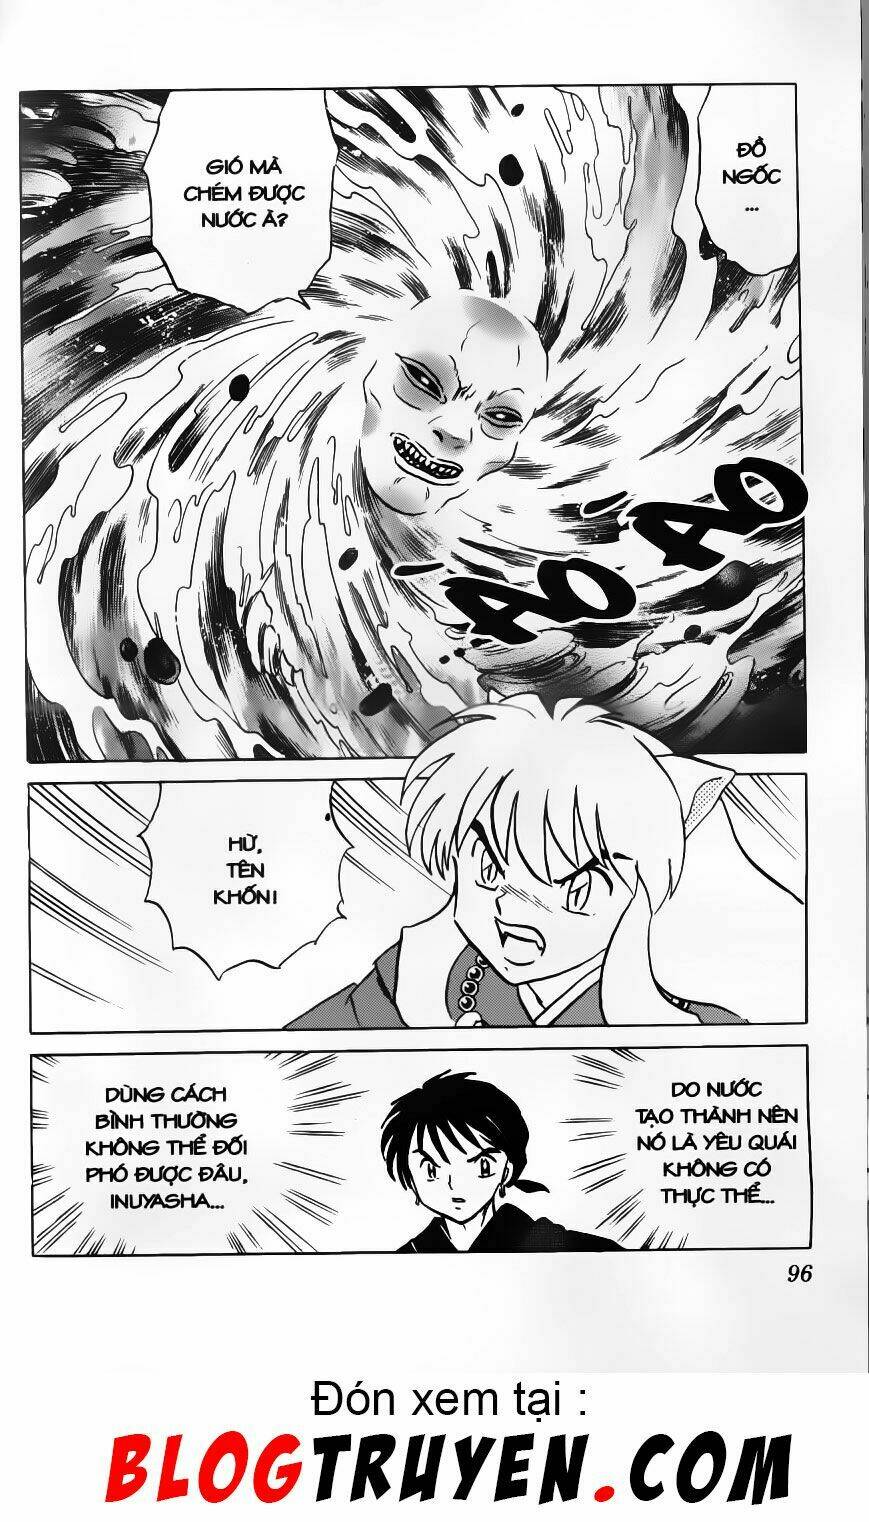 ĐỒ
NGỐC
...
GIÓ MÀ
CHÉM ĐƯỢC
NƯỚC À?
AO
AO
HỪ,
TÊN
KHỐN!
DO NƯỚC
TẠO THÀNH NÊN
NÓ LÀ YÊU QUÁI
KHÔNG CÓ
THỰC THỂ...
DÙNG CÁCH
BÌNH THƯỜNG
KHÔNG THỂ ĐỐI
PHÓ ĐƯỢC ĐÂU,
INUYASHA...
96
Đón xem tại :
BLOGTRUYEN.COM